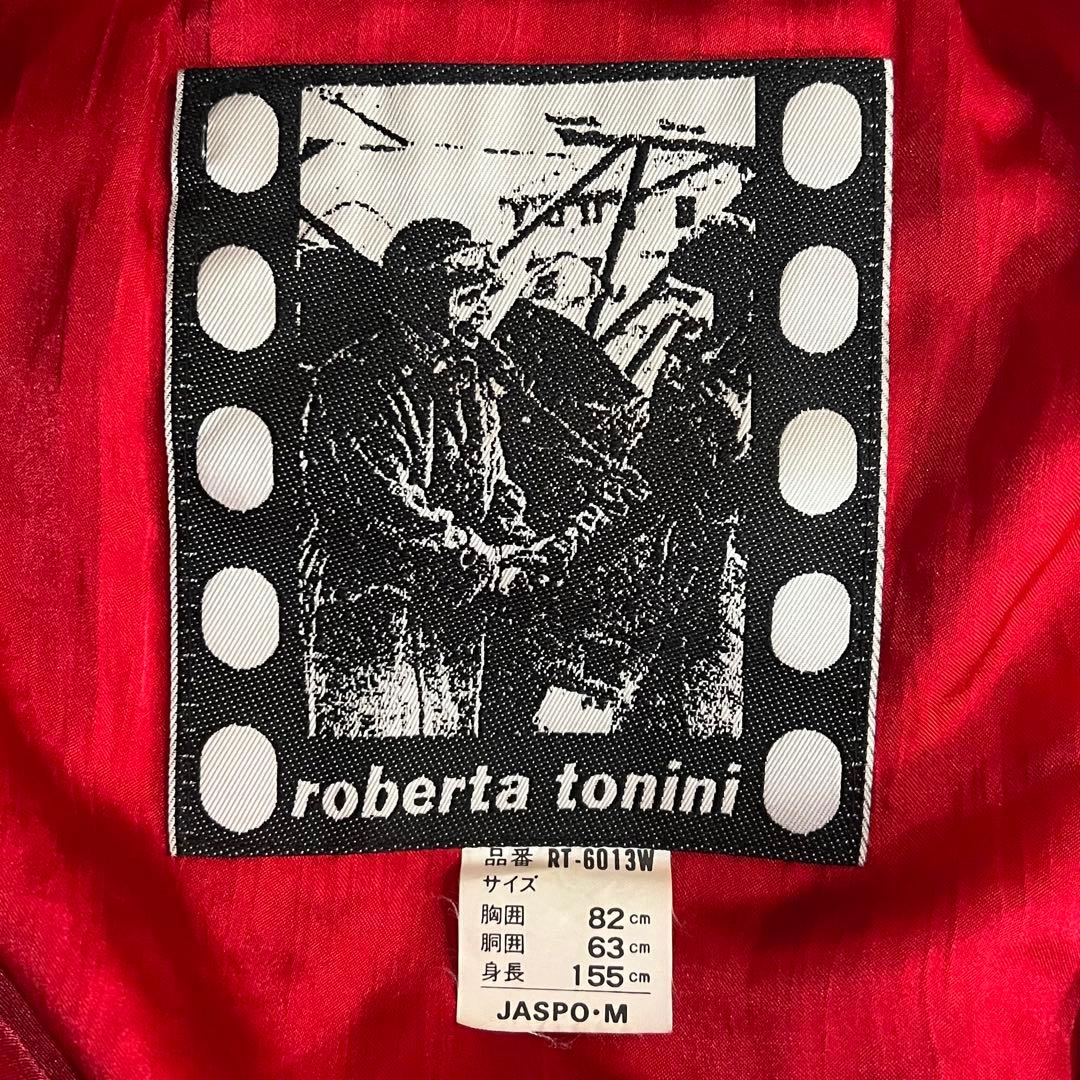 roberta tonini
品番 RT-6013W
サイズ
胸囲 82cm
胴囲 63cm
身長 155cm
JASPO・M